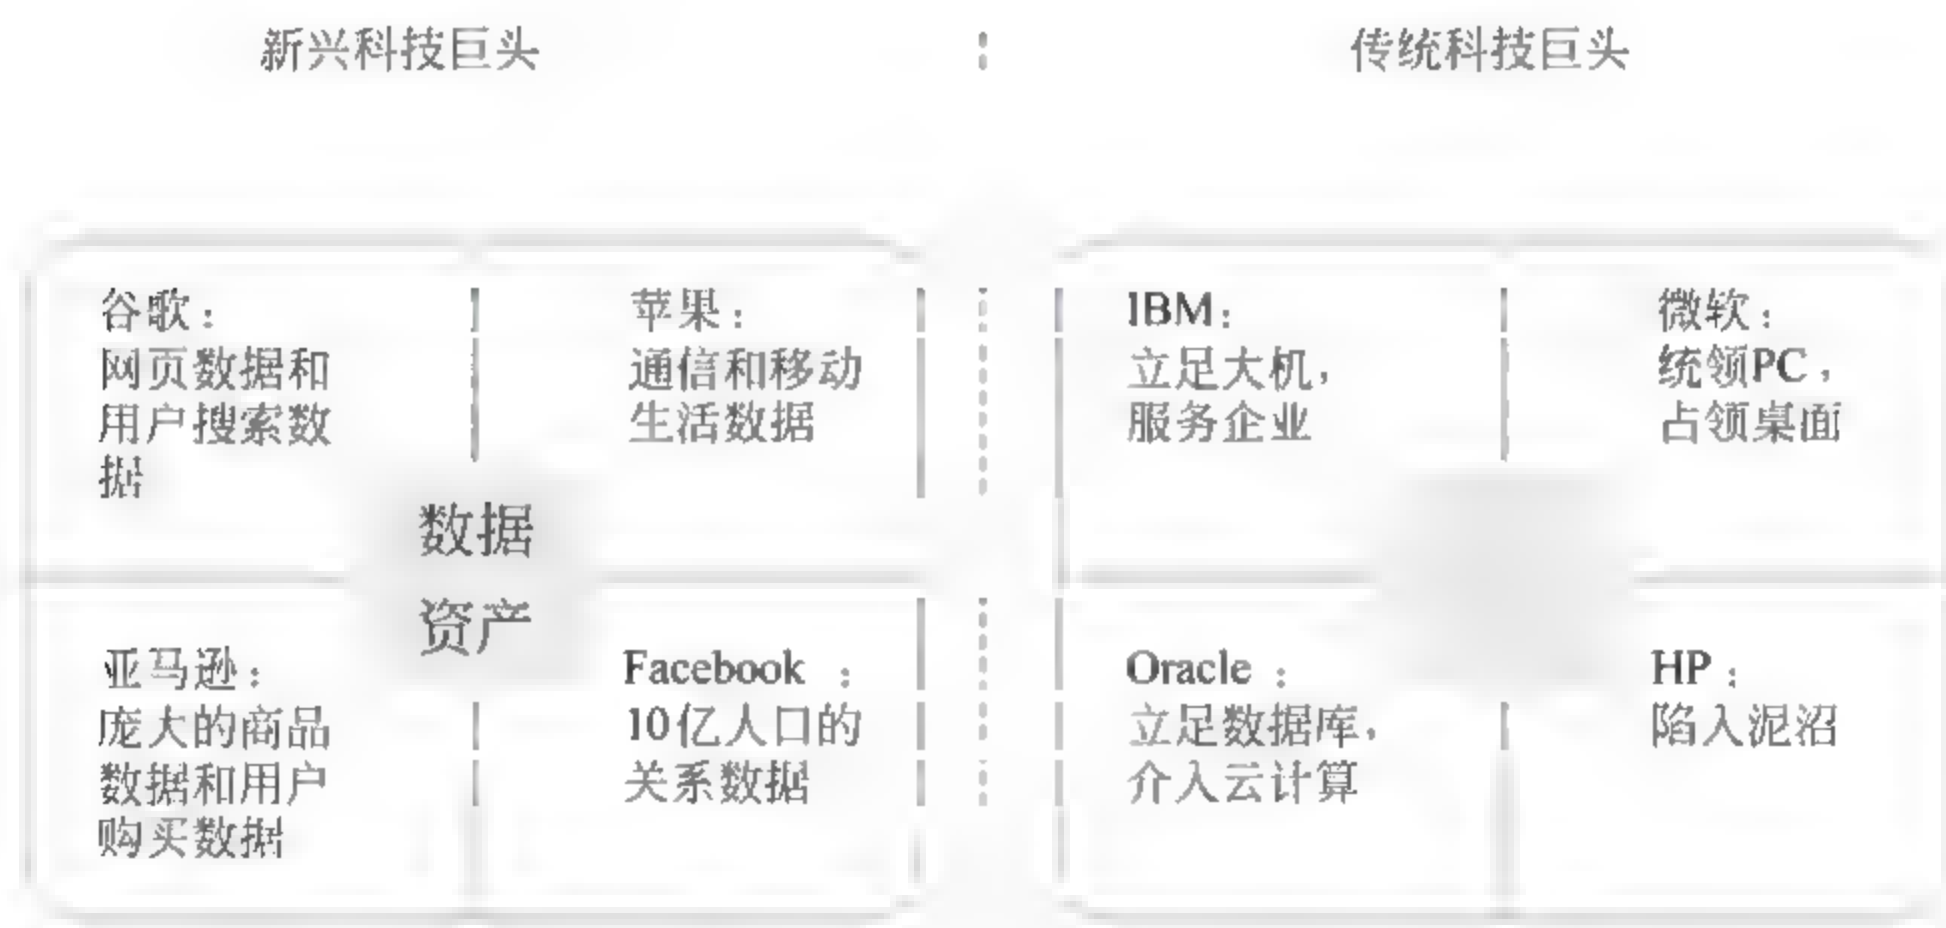 新兴科技巨头
传统科技巨头
谷歌：
网页数据和
用户搜索数
据
苹果：
通信和移动
生活数据
数据
资产
亚马逊：
庞大的商品
数据和用户
购买数据
Facebook：
10亿人口的
关系数据
IBM：
立足大机，
服务企业
微软：
统领PC，
占领桌面
Oracle：
立足数据库，
介入云计算
HP：
陷入泥沼